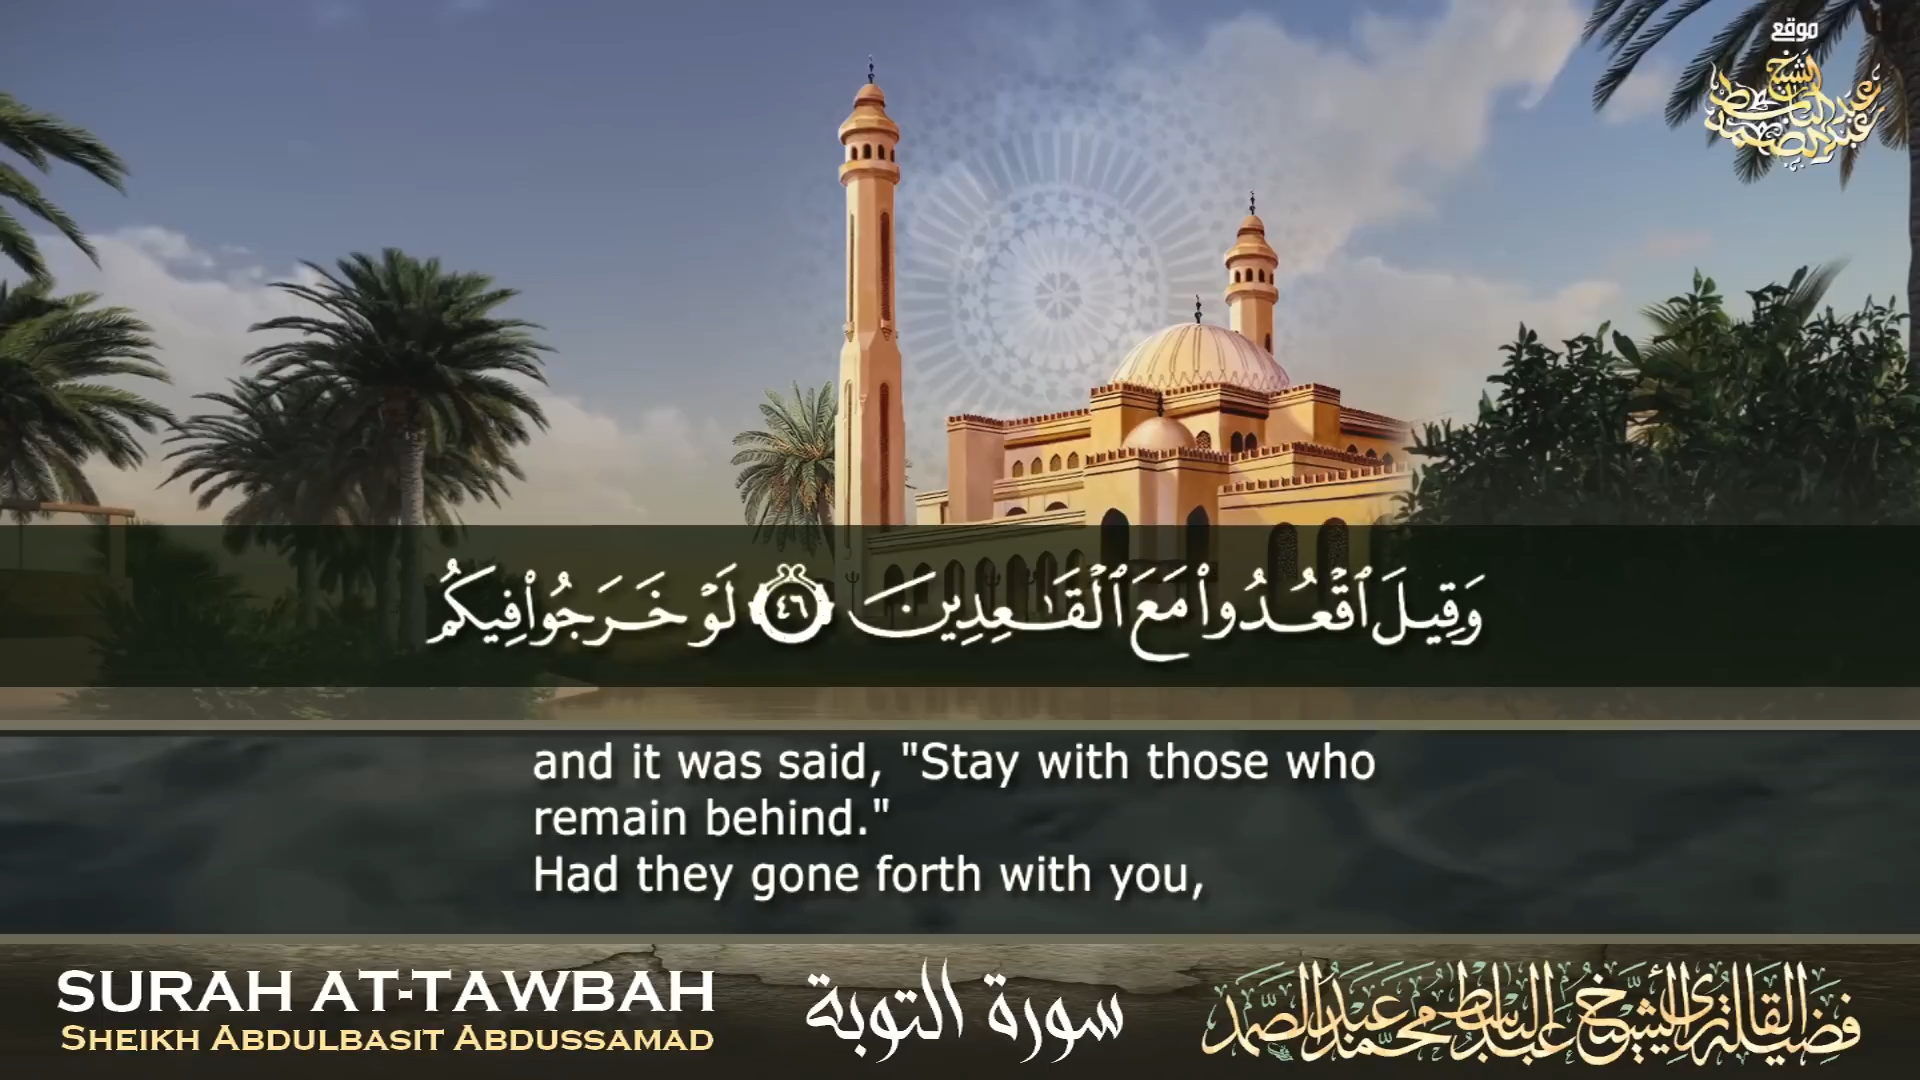 موقع
الشيخ
عبد الباسط
عبد الصمد
وَقِيلَ ٱقْعُدُوا۟ مَعَ ٱلْقَـٰعِدِينَ ٤٦ لَوْ خَرَجُوا۟ فِيكُم
and it was said, "Stay with those who
remain behind."
Had they gone forth with you,
SURAH AT-TAWBAH
SHEIKH ABDULBASIT ABDUSSAMAD
سورة التوبة
فضيلة القارئ الشيخ عبد الباسط محمد عبد الصمد